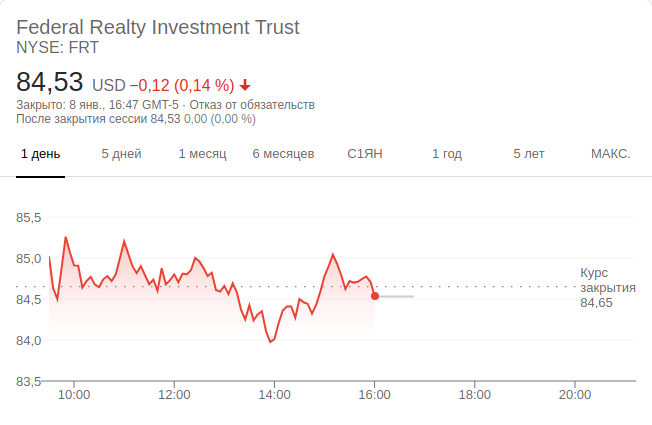 Federal Realty Investment Trust
NYSE: FRT
84,53 USD −0,12 (0,14 %)
Закрыто: 8 янв., 16:47 GMT-5 · Отказ от обязательств
После закрытия сессии 84,53 0,00 (0,00 %)
1 день 5 дней 1 месяц 6 месяцев С1ЯН 1 год 5 лет МАКС.
85,5
85,0
84,5
84,0
83,5
Курс
закрытия
84,65
10:00 12:00 14:00 16:00 18:00 20:00